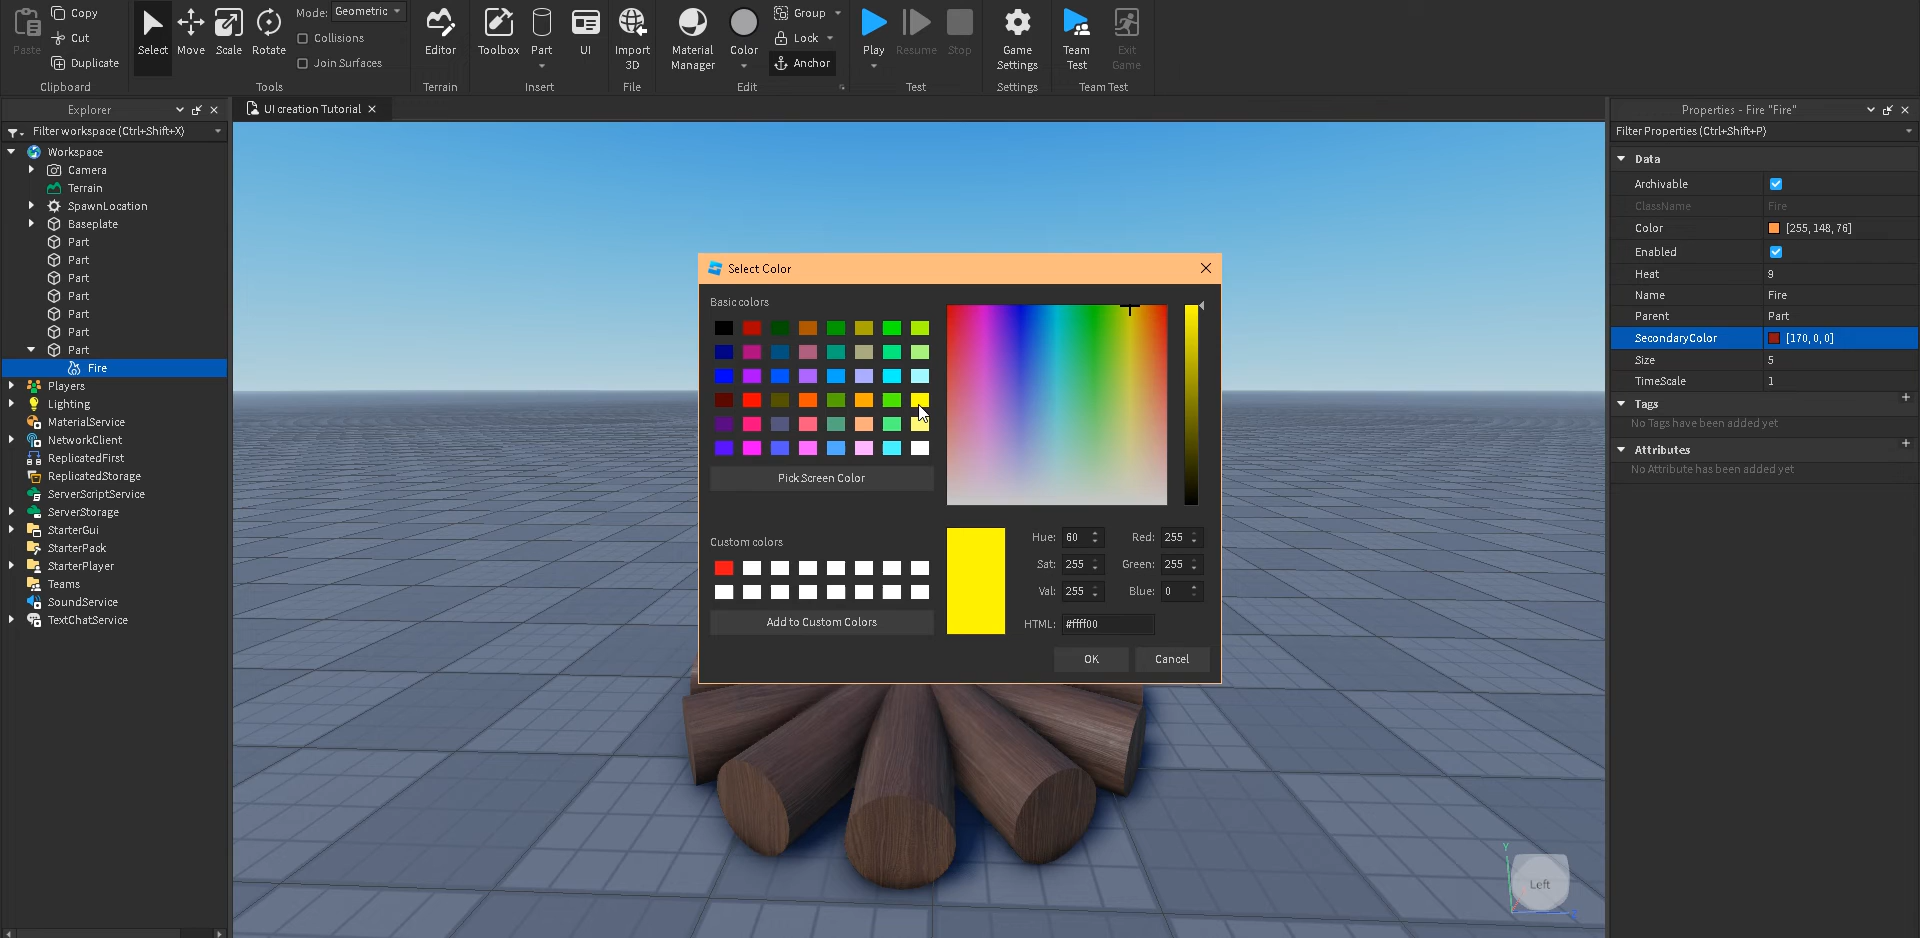 Paste
Copy
Cut
Duplicate
Clipboard
Select
Move
Scale
Rotate
Mode: Geometric
Collisions
Join Surfaces
Tools
Editor
Terrain
Toolbox
Part
UI
Insert
Import
3D
File
Material
Manager
Color
Group
Lock
Anchor
Edit
Play
Resume
Stop
Test
Game
Settings
Settings
Team
Test
Exit
Game
Team Test
Explorer
UI creation Tutorial
Properties - Fire "Fire"
Filter workspace (Ctrl+Shift+X)
Workspace
Camera
Terrain
SpawnLocation
Baseplate
Part
Part
Part
Part
Part
Part
Part
Fire
Players
Lighting
MaterialService
NetworkClient
ReplicatedFirst
ReplicatedStorage
ServerScriptService
ServerStorage
StarterGui
StarterPack
StarterPlayer
Teams
SoundService
TextChatService
Select Color
Basic colors
Pick Screen Color
Custom colors
Add to Custom Colors
Hue: 60 Red: 255
Sat: 255 Green: 255
Val: 255 Blue: 0
HTML: #ffff00
OK Cancel
Y
Left
Filter Properties (Ctrl+Shift+P)
Data
Archivable
ClassName Fire
Color [255, 148, 76]
Enabled
Heat 9
Name Fire
Parent Part
SecondaryColor [170, 0, 0]
Size 5
TimeScale 1
Tags
No Tags have been added yet
Attributes
No Attribute has been added yet